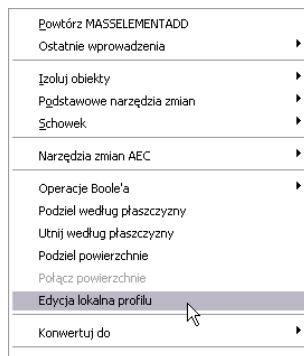 Powtórz MASSELEMENTADD
Ostatnie wprowadzenia
Izoluj obiekty
Podstawowe narzędzia zmian
Schowek
Narzędzia zmian AEC
Operacje Boole'a
Podziel według płaszczyzny
Utnij według płaszczyzny
Podziel powierzchnie
Połącz powierzchnie
Edycja lokalna profilu
Konwertuj do